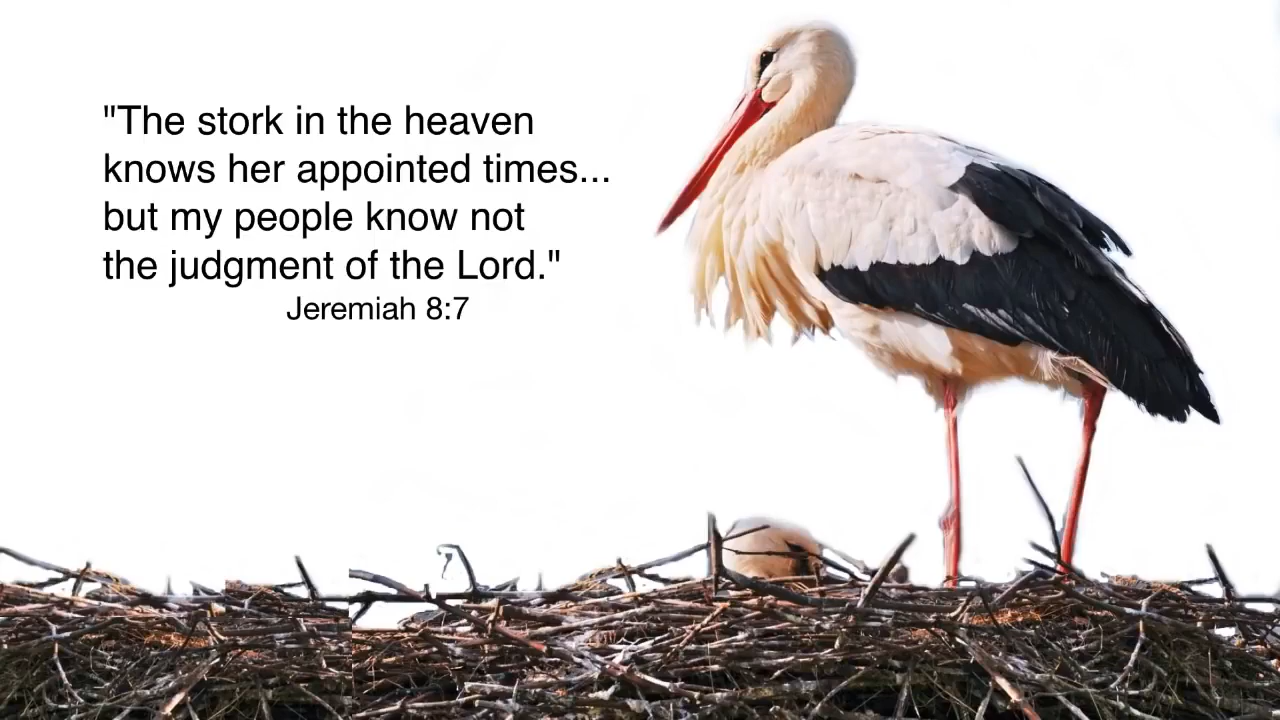 "The stork in the heaven
knows her appointed times...
but my people know not
the judgment of the Lord."
Jeremiah 8:7